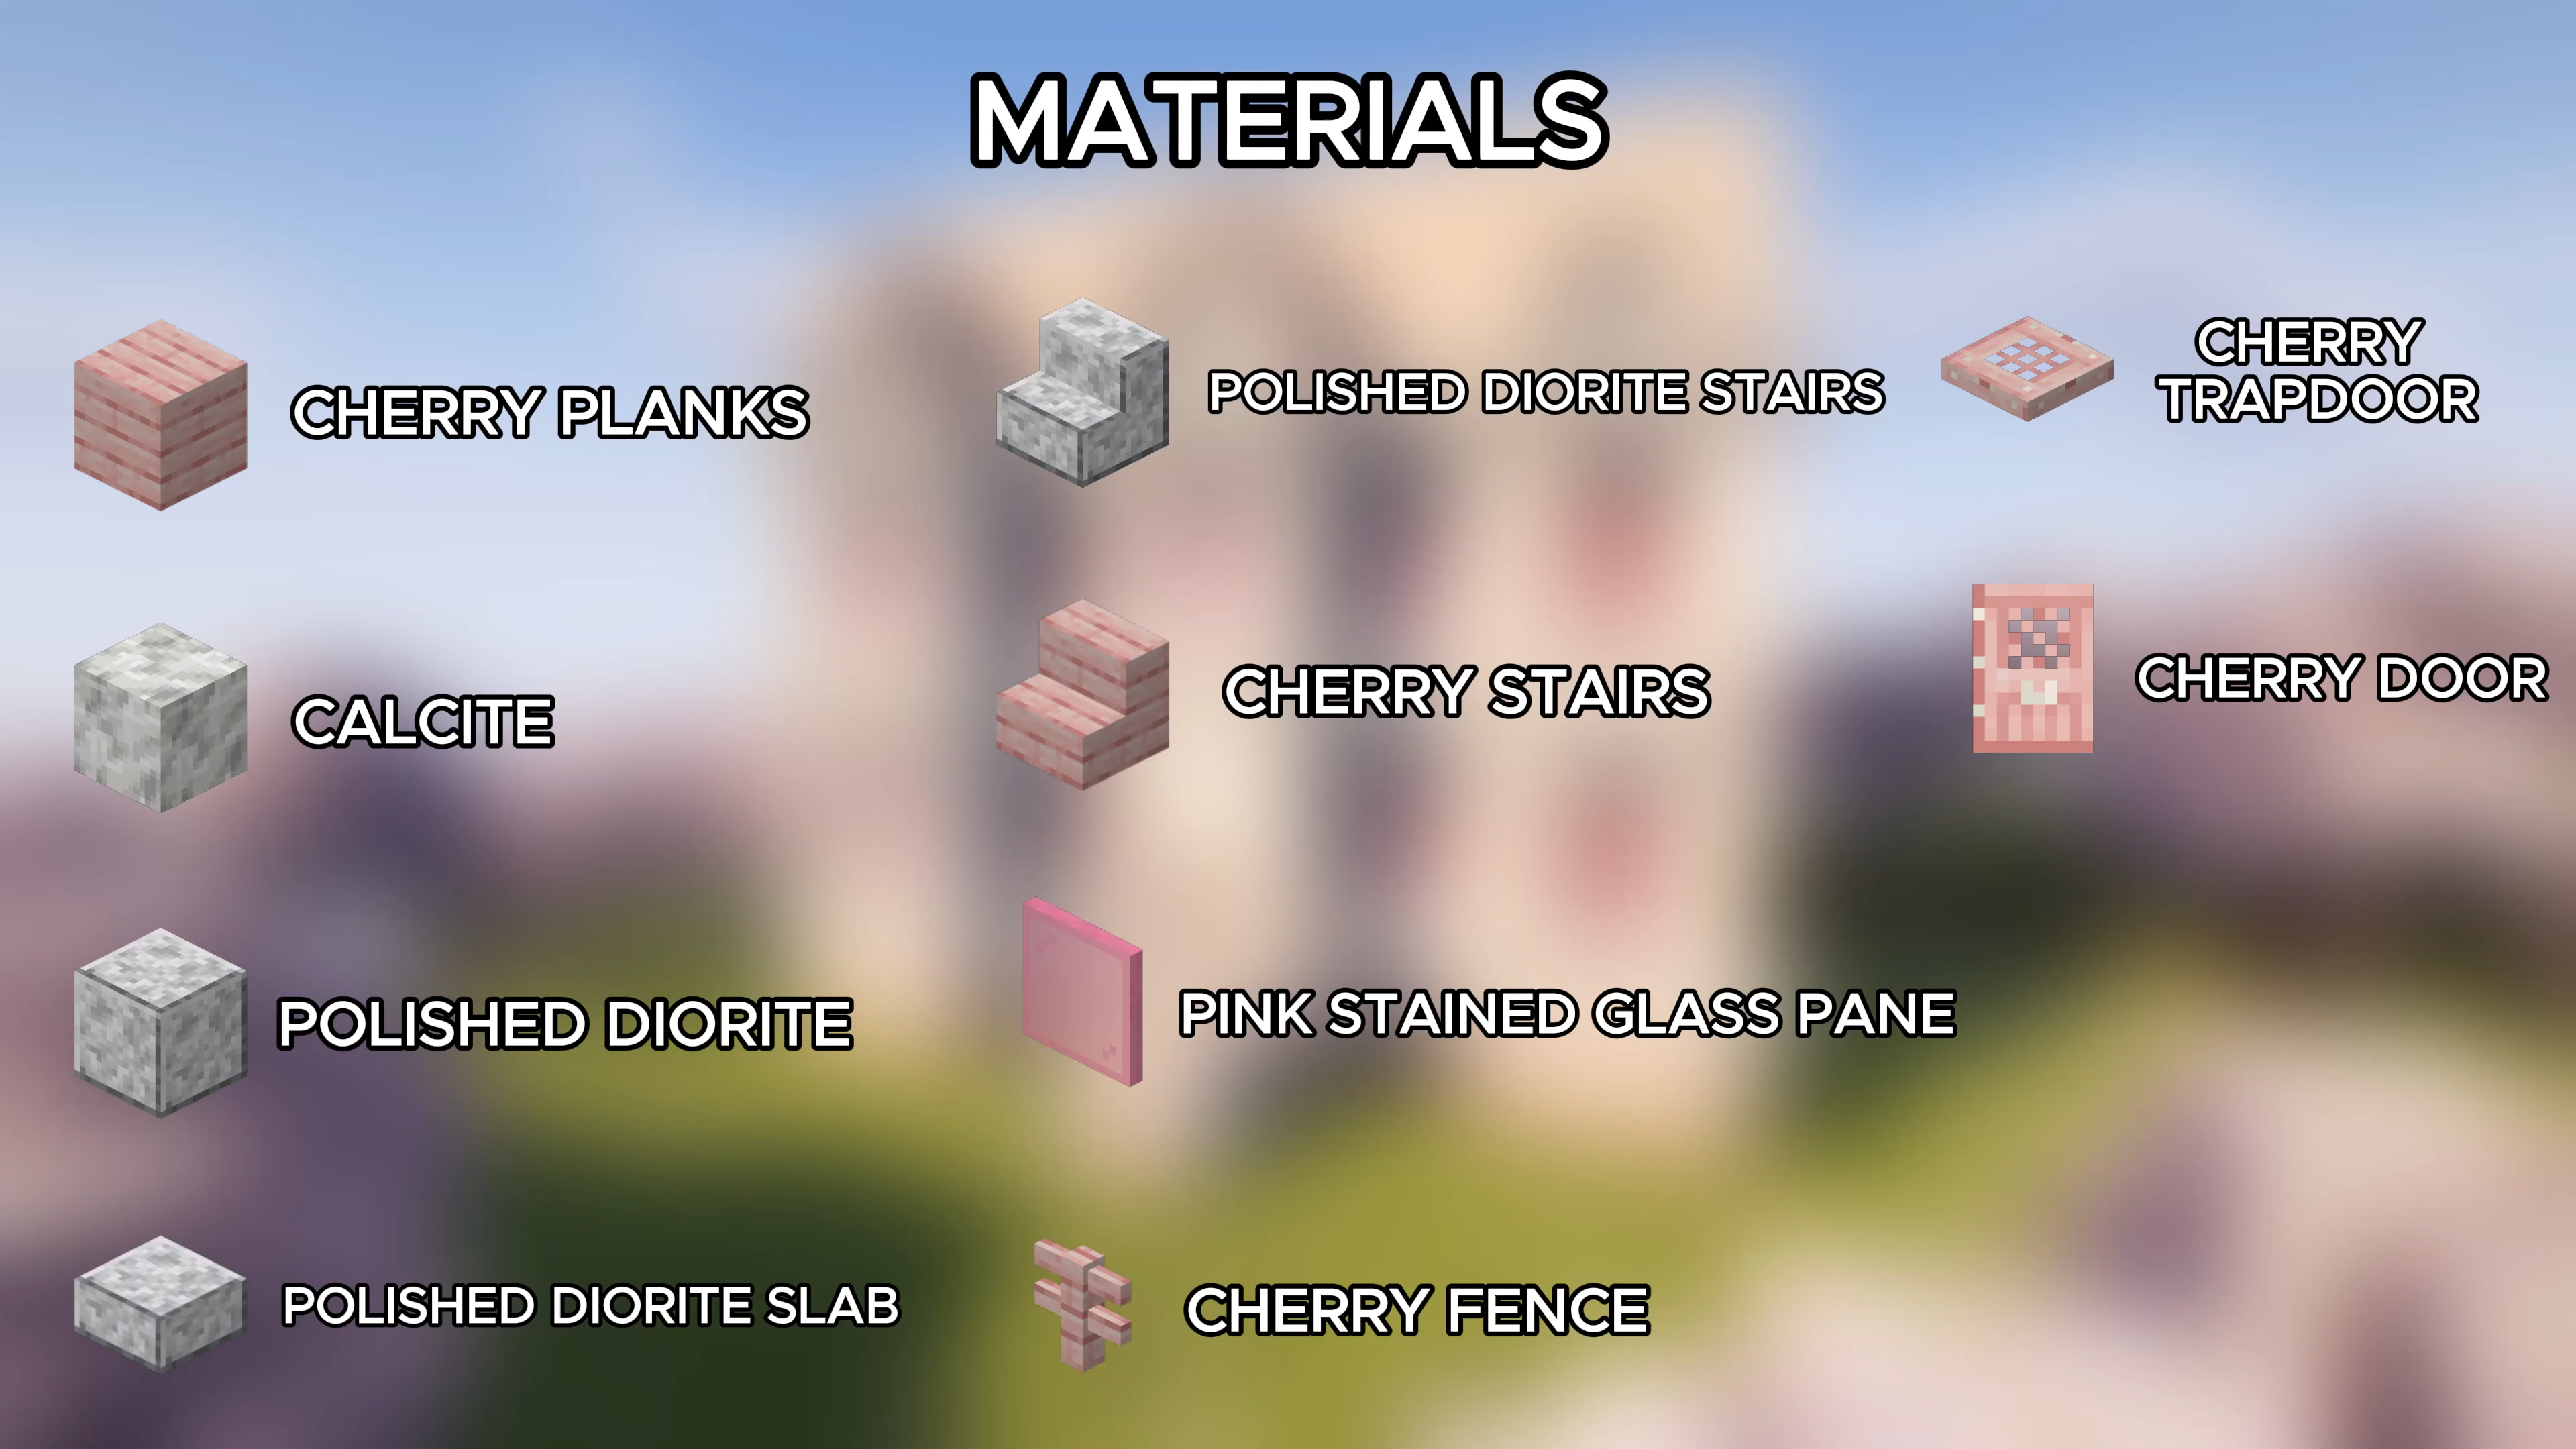 MATERIALS
CHERRY PLANKS
CALCITE
POLISHED DIORITE
POLISHED DIORITE SLAB
POLISHED DIORITE STAIRS
CHERRY STAIRS
PINK STAINED GLASS PANE
CHERRY FENCE
CHERRY
TRAPDOOR
CHERRY DOOR